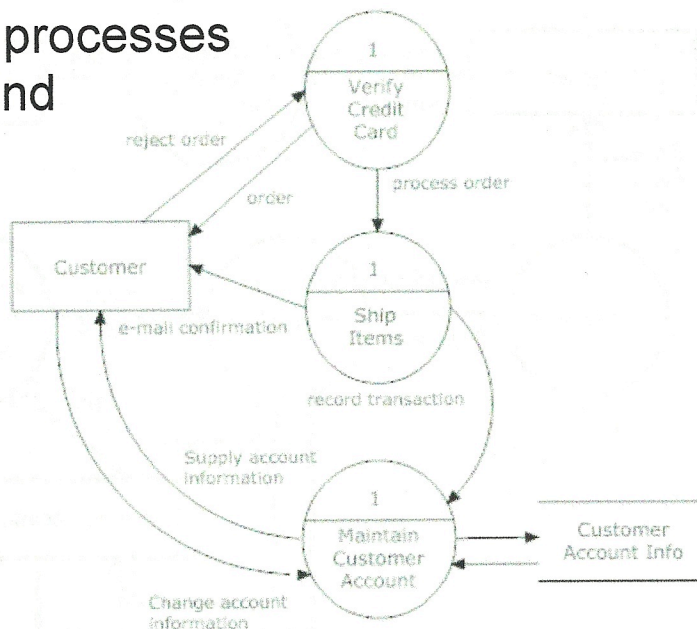 processes
nd
1
Verify
Credit
Card
reject order
order
process order
Customer
1
Ship
Items
e-mail confirmation
record transaction
Supply account
information
1
Maintain
Customer
Account
Customer
Account Info
Change account
information